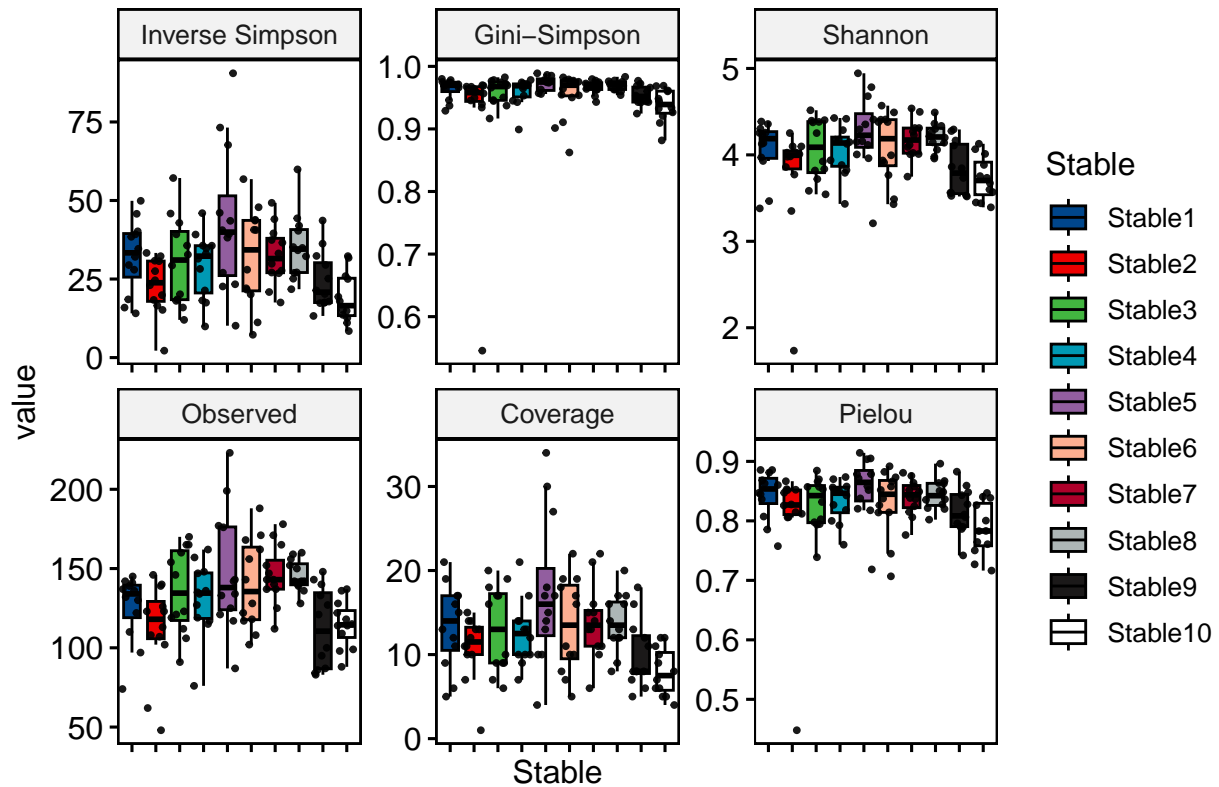 Inverse Simpson
Gini−Simpson
Shannon
75
50
25
0
1.0
0.9
0.8
0.7
0.6
5
4
3
2
Observed
Coverage
Pielou
200
150
100
50
30
20
10
0
0.9
0.8
0.7
0.6
0.5
value
Stable
Stable
Stable1
Stable2
Stable3
Stable4
Stable5
Stable6
Stable7
Stable8
Stable9
Stable10